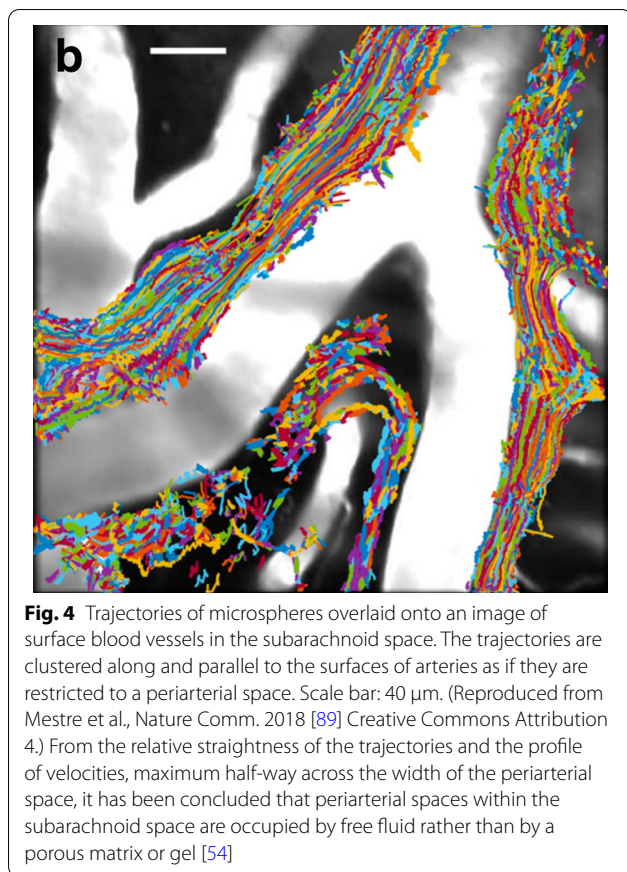 b
Fig. 4 Trajectories of microspheres overlaid onto an image of
surface blood vessels in the subarachnoid space. The trajectories are
clustered along and parallel to the surfaces of arteries as if they are
restricted to a periarterial space. Scale bar: 40 μm. (Reproduced from
Mestre et al., Nature Comm. 2018 [89] Creative Commons Attribution
4.) From the relative straightness of the trajectories and the profile
of velocities, maximum half-way across the width of the periarterial
space, it has been concluded that periarterial spaces within the
subarachnoid space are occupied by free fluid rather than by a
porous matrix or gel [54]